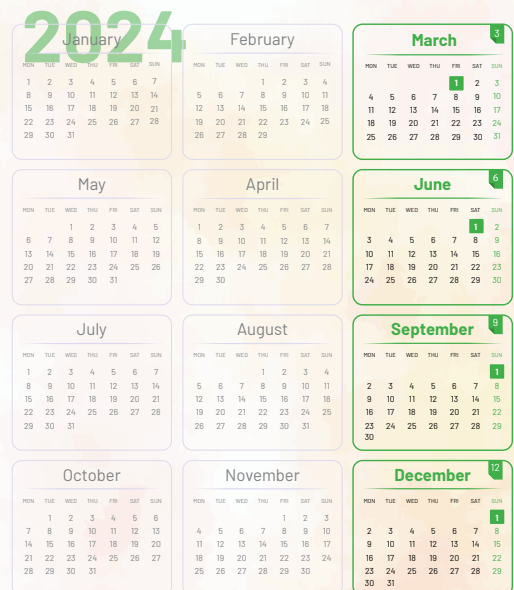 2024
January
MON TUE WED THU FRI SAT SUN
1 2 3 4 5 6 7
8 9 10 11 12 13 14
15 16 17 18 19 20 21
22 23 24 25 26 27 28
29 30 31
February
MON TUE WED THU FRI SAT SUN
1 2 3 4
5 6 7 8 9 10 11
12 13 14 15 16 17 18
19 20 21 22 23 24 25
26 27 28 29
3
March
MON TUE WED THU FRI SAT SUN
1 2 3
4 5 6 7 8 9 10
11 12 13 14 15 16 17
18 19 20 21 22 23 24
25 26 27 28 29 30 31
May
MON TUE WED THU FRI SAT SUN
1 2 3 4 5
6 7 8 9 10 11 12
13 14 15 16 17 18 19
20 21 22 23 24 25 26
27 28 29 30 31
April
MON TUE WED THU FRI SAT SUN
1 2 3 4 5 6 7
8 9 10 11 12 13 14
15 16 17 18 19 20 21
22 23 24 25 26 27 28
29 30
6
June
MON TUE WED THU FRI SAT SUN
1 2
3 4 5 6 7 8 9
10 11 12 13 14 15 16
17 18 19 20 21 22 23
24 25 26 27 28 29 30
July
MON TUE WED THU FRI SAT SUN
1 2 3 4 5 6 7
8 9 10 11 12 13 14
15 16 17 18 19 20 21
22 23 24 25 26 27 28
29 30 31
August
MON TUE WED THU FRI SAT SUN
1 2 3 4
5 6 7 8 9 10 11
12 13 14 15 16 17 18
19 20 21 22 23 24 25
26 27 28 29 30 31
9
September
MON TUE WED THU FRI SAT SUN
1
2 3 4 5 6 7 8
9 10 11 12 13 14 15
16 17 18 19 20 21 22
23 24 25 26 27 28 29
30
October
MON TUE WED THU FRI SAT SUN
1 2 3 4 5 6
7 8 9 10 11 12 13
14 15 16 17 18 19 20
21 22 23 24 25 26 27
28 29 30 31
November
MON TUE WED THU FRI SAT SUN
1 2 3
4 5 6 7 8 9 10
11 12 13 14 15 16 17
18 19 20 21 22 23 24
25 26 27 28 29 30
12
December
MON TUE WED THU FRI SAT SUN
1
2 3 4 5 6 7 8
9 10 11 12 13 14 15
16 17 18 19 20 21 22
23 24 25 26 27 28 29
30 31